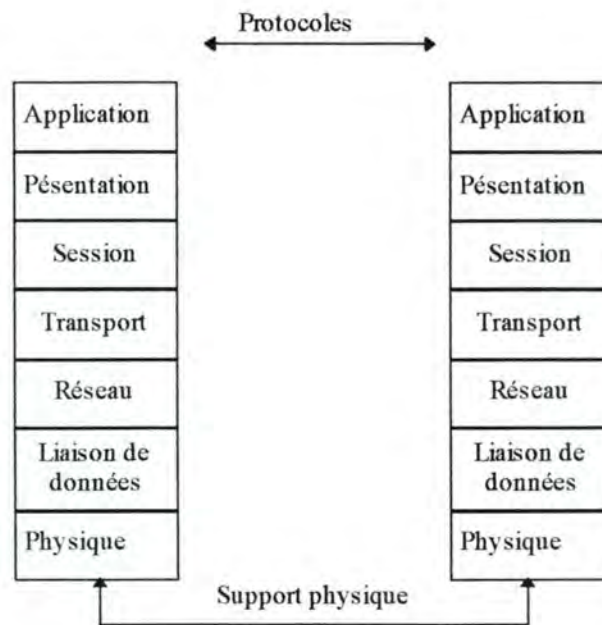 Protocoles
Application
Pésentation
Session
Transport
Réseau
Liaison de
données
Physique
Application
Pésentation
Session
Transport
Réseau
Liaison de
données
Physique
Support physique